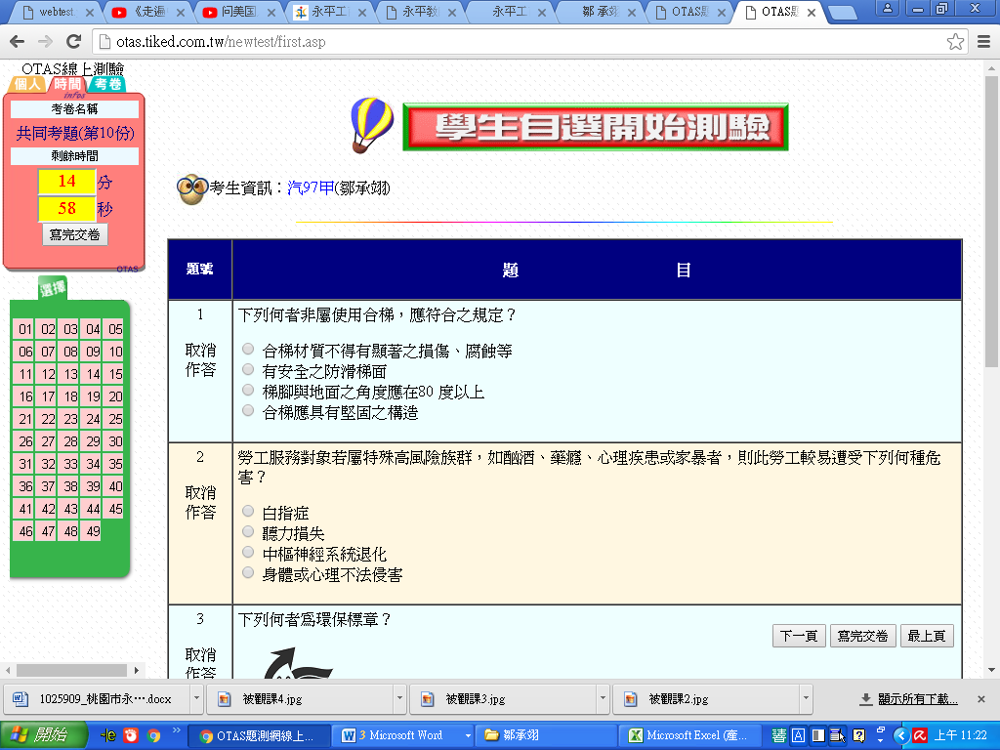 webtest.
《走遍
问美国
永平工
永平教
永平工
鄒 承翊
OTAS題
OTAS題
otas.tiked.com.tw/newtest/first.asp
OTAS線上測驗
個人 時間 考卷
infos
考卷名稱
共同考題(第10份)
剩餘時間
14 分
58 秒
寫完交卷
OTAS
選擇
01 02 03 04 05
06 07 08 09 10
11 12 13 14 15
16 17 18 19 20
21 22 23 24 25
26 27 28 29 30
31 32 33 34 35
36 37 38 39 40
41 42 43 44 45
46 47 48 49
學生自選開始測驗
考生資訊：汽97甲(鄒承翊)
題號 題 目
1 下列何者非屬使用合梯，應符合之規定？
取消
作答
合梯材質不得有顯著之損傷、腐蝕等
有安全之防滑梯面
梯腳與地面之角度應在80 度以上
合梯應具有堅固之構造
2 勞工服務對象若屬特殊高風險族群，如酗酒、藥癮、心理疾患或家暴者，則此勞工較易遭受下列何種危
害？
取消
作答
白指症
聽力損失
中樞神經系統退化
身體或心理不法侵害
3 下列何者為環保標章？
取消
作答
下一頁 寫完交卷 最上頁
1025909_桃園市永….docx
被觀課4.jpg
被觀課3.jpg
被觀課2.jpg
顯示所有下載...
開始
OTAS題測網線上...
3 Microsoft Word
鄒承翊
Microsoft Excel (產...
上午 11:22